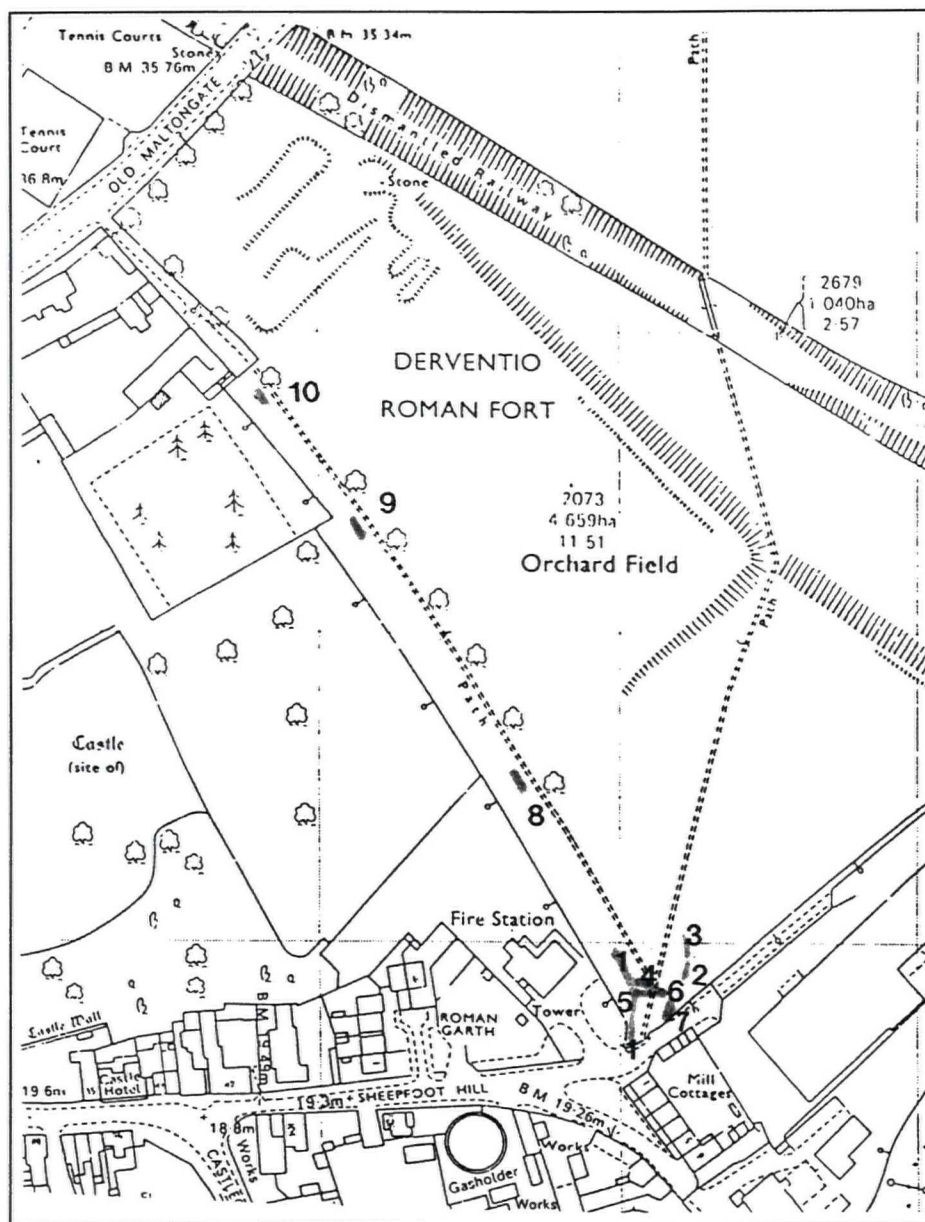 Tennis Courts
Stone
B M 35·76m
B M 35·34m
Path
Tennis
Court
36·8m
OLD MALTONGATE
Dismantled Railway
Stone
2679
1 040ha
2·57
DERVENTIO
ROMAN FORT
10
9
2073
4 659ha
11 51
Orchard Field
Path
Path
Castle
(site of)
8
Fire Station
3
1
4
2
5
6
7
Tower
ROMAN
GARTH
Castle Wall
Castle
Hotel
47
Mill
Cottages
19·6m
19·3m
SHEEPFOOT HILL
B M 19·26m
18·8m
CASTLE
Works
Gasholder
Works
Works